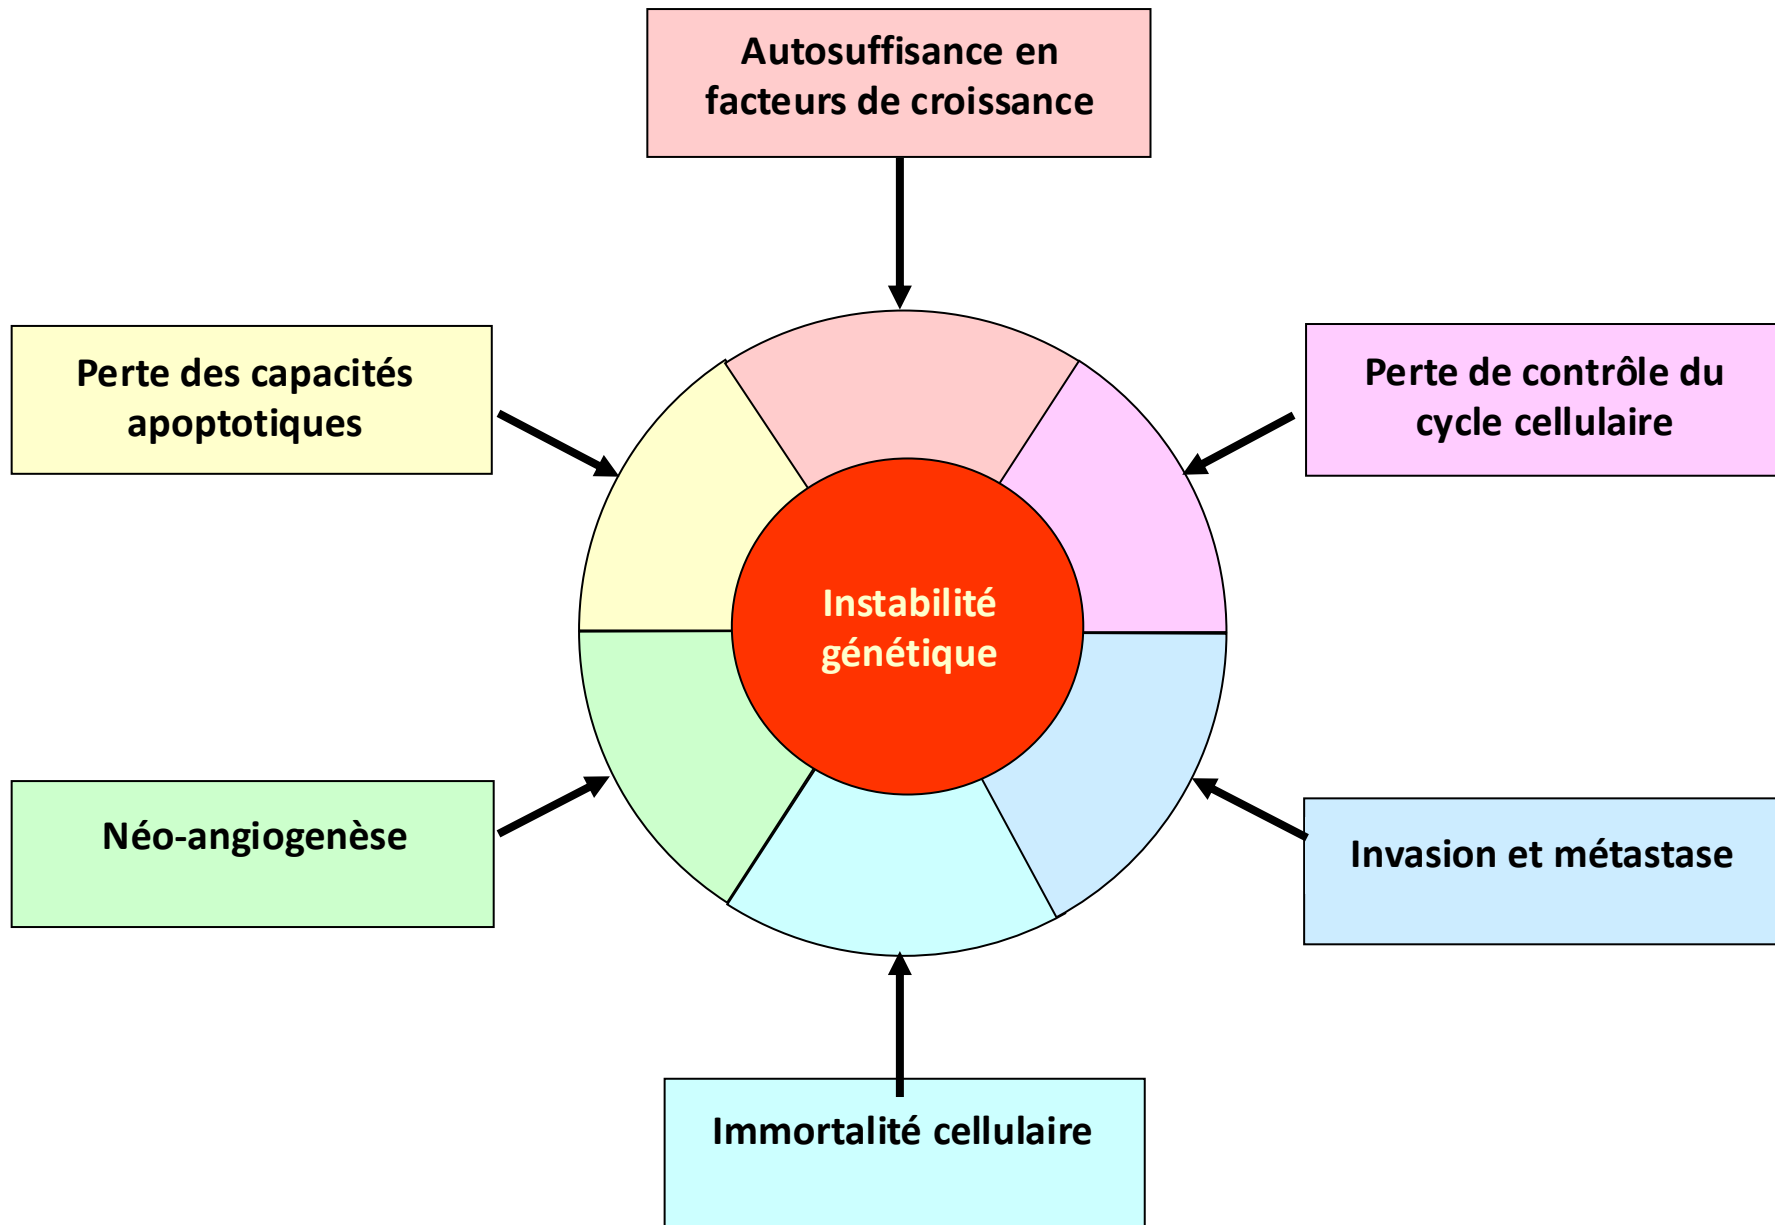 Autosuffisance en
facteurs de croissance
Perte des capacités
apoptotiques
Perte de contrôle du
cycle cellulaire
Instabilité
génétique
Néo-angiogenèse
Invasion et métastase
Immortalité cellulaire